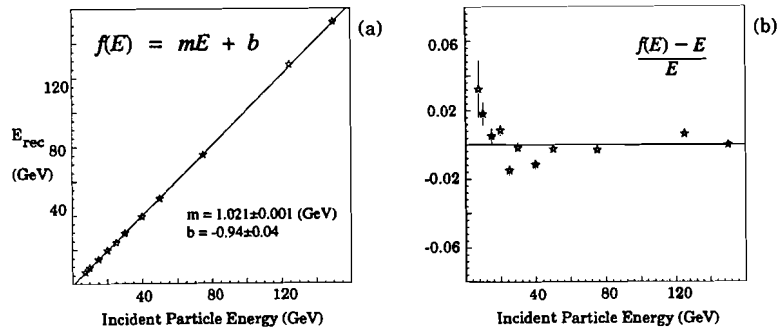 (a)
f(E) = mE + b
120
E_rec
80
(GeV)
40
m = 1.021±0.001 (GeV)
b = -0.94±0.04
40 80 120
Incident Particle Energy (GeV)
(b)
0.06
f(E) – E
E
0.02
-0.02
-0.06
40 80 120
Incident Particle Energy (GeV)